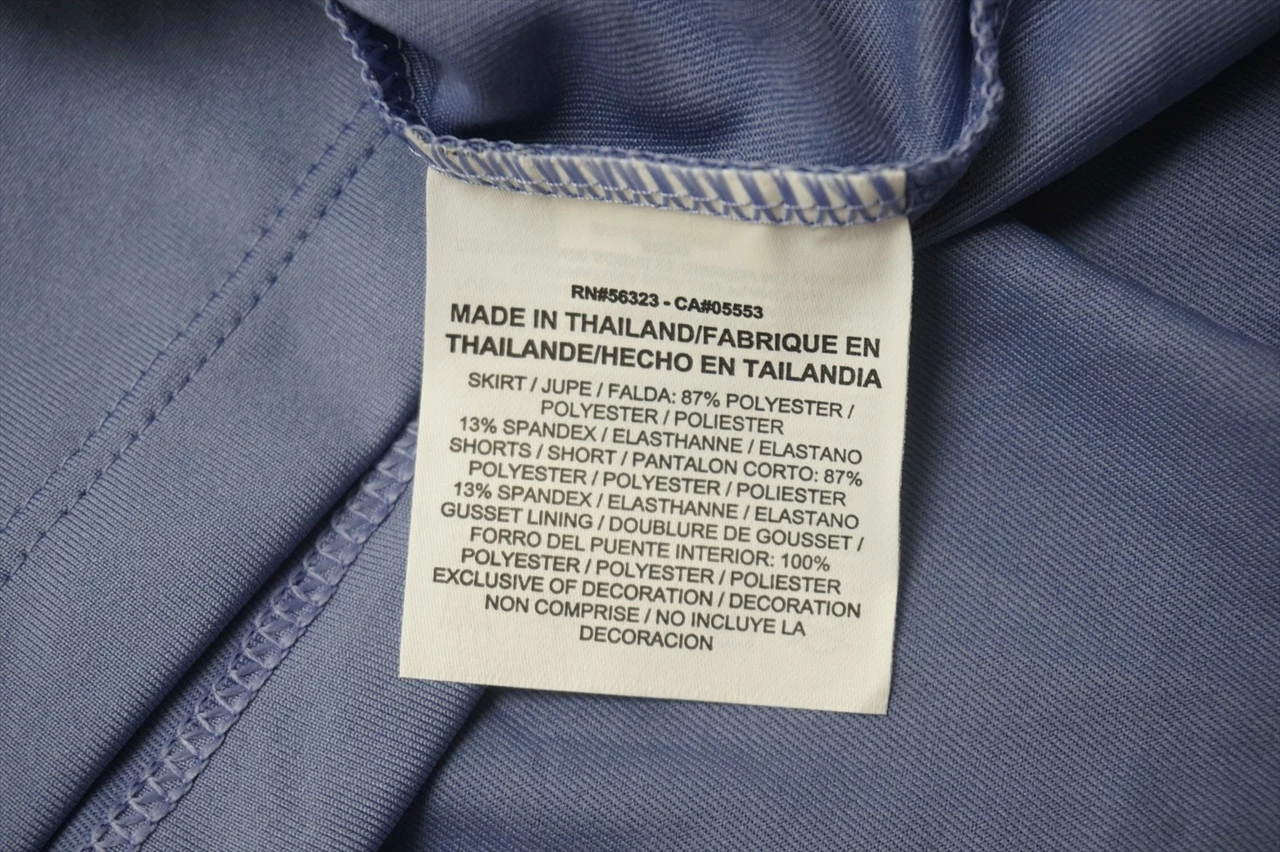 RN#56323 - CA#05553
MADE IN THAILAND/FABRIQUE EN
THAILANDE/HECHO EN TAILANDIA
SKIRT / JUPE / FALDA: 87% POLYESTER /
POLYESTER / POLIESTER
13% SPANDEX / ELASTHANNE / ELASTANO
SHORTS / SHORT / PANTALON CORTO: 87%
POLYESTER / POLYESTER / POLIESTER
13% SPANDEX / ELASTHANNE / ELASTANO
GUSSET LINING / DOUBLURE DE GOUSSET /
FORRO DEL PUENTE INTERIOR: 100%
POLYESTER / POLYESTER / POLIESTER
EXCLUSIVE OF DECORATION / DECORATION
NON COMPRISE / NO INCLUYE LA
DECORACION